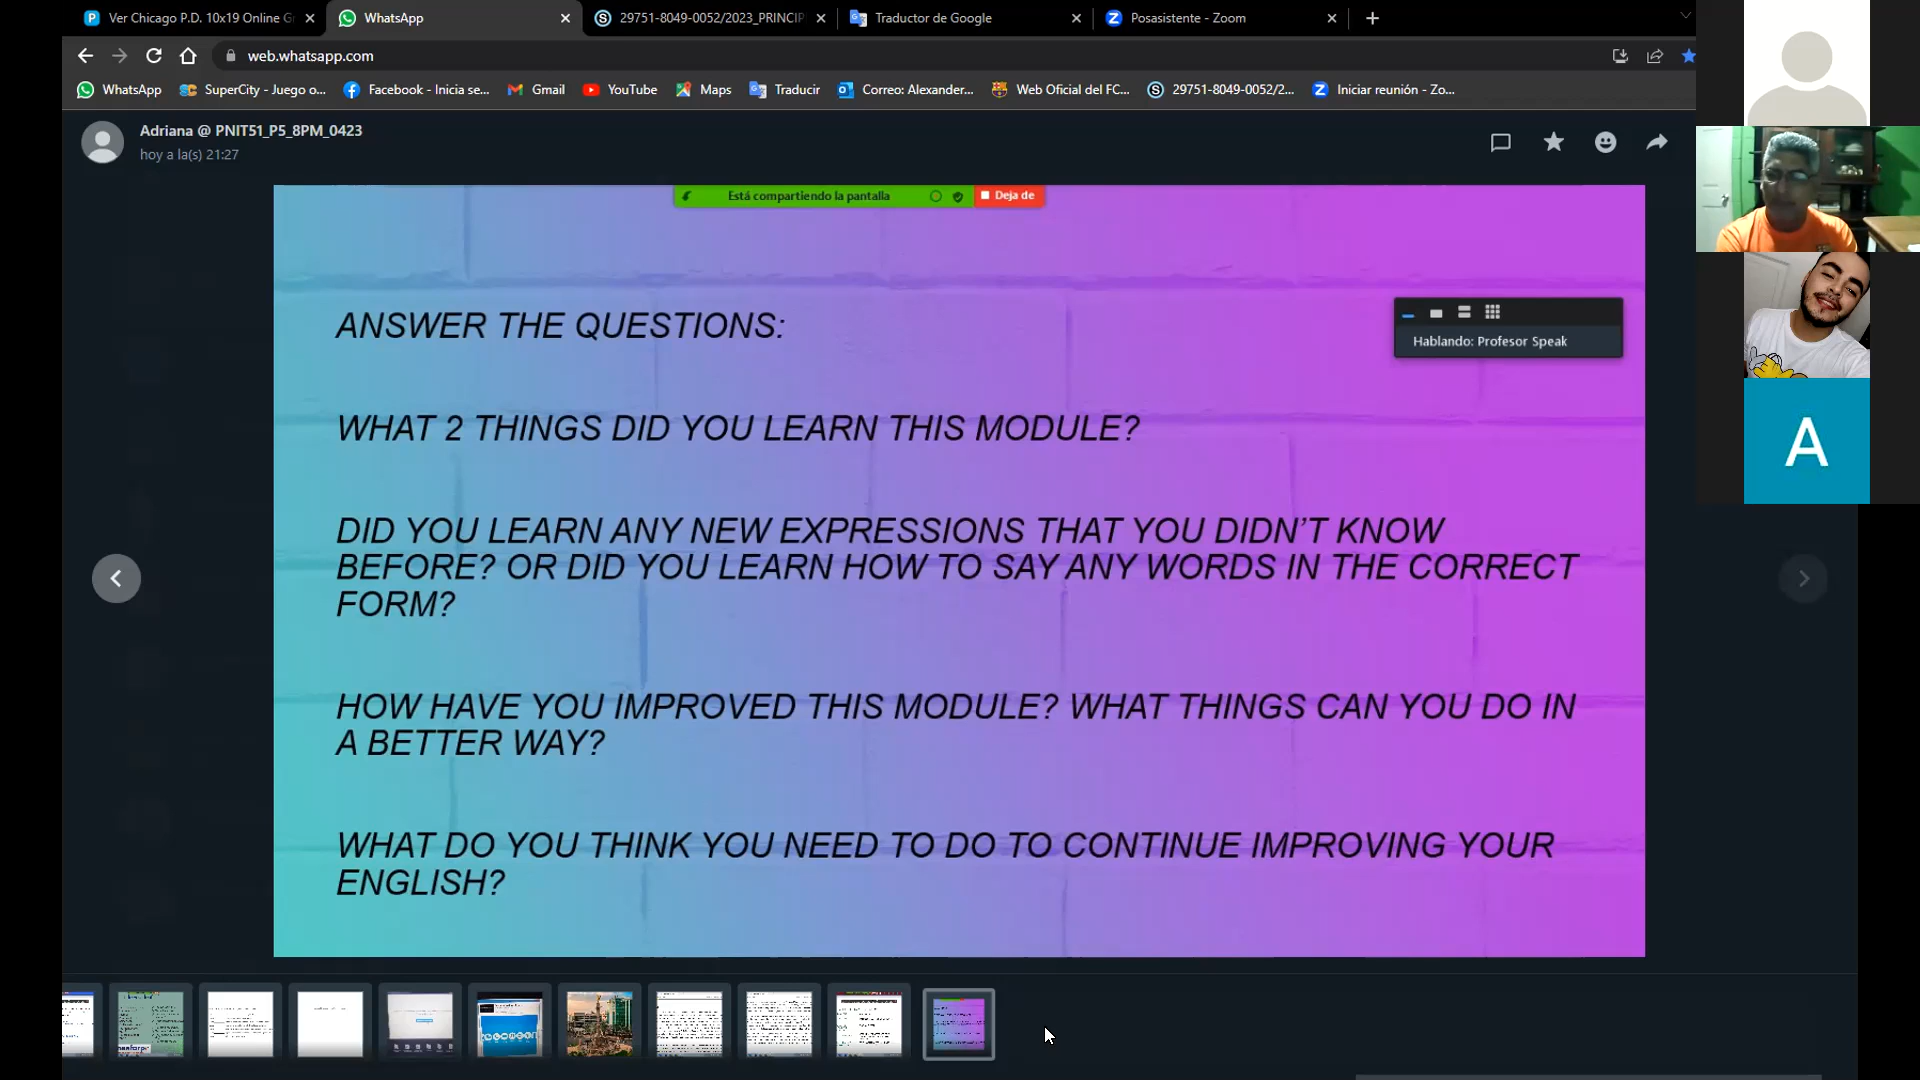 Ver Chicago P.D. 10x19 Online G
WhatsApp
29751-8049-0052/2023_PRINCIP
Traductor de Google
Posasistente - Zoom
web.whatsapp.com
WhatsApp
SuperCity - Juego o...
Facebook - Inicia se...
Gmail
YouTube
Maps
Traducir
Correo: Alexander...
Web Oficial del FC...
29751-8049-0052/2...
Iniciar reunión - Zo...
Adriana @ PNIT51_P5_8PM_0423
hoy a la(s) 21:27
Está compartiendo la pantalla
Deja de
Hablando: Profesor Speak
ANSWER THE QUESTIONS:
WHAT 2 THINGS DID YOU LEARN THIS MODULE?
DID YOU LEARN ANY NEW EXPRESSIONS THAT YOU DIDN'T KNOW
BEFORE? OR DID YOU LEARN HOW TO SAY ANY WORDS IN THE CORRECT
FORM?
HOW HAVE YOU IMPROVED THIS MODULE? WHAT THINGS CAN YOU DO IN
A BETTER WAY?
WHAT DO YOU THINK YOU NEED TO DO TO CONTINUE IMPROVING YOUR
ENGLISH?
A